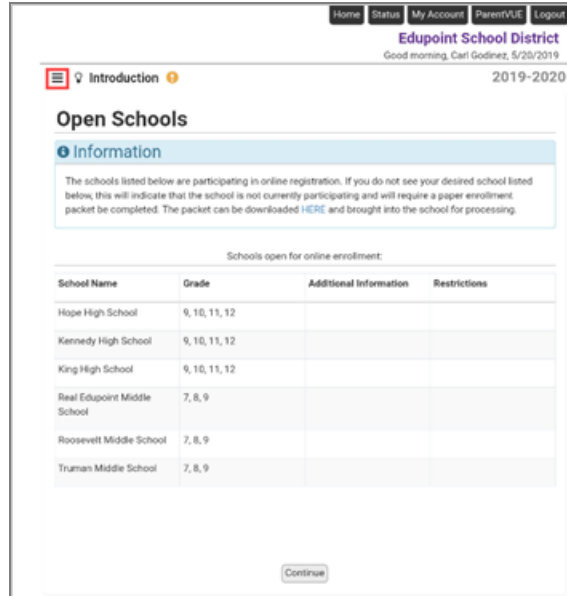 Home Status My Account ParentVUE Logout
Edupoint School District
Good morning, Carl Godinez, 5/20/2019
Introduction
2019-2020
Open Schools
Information
The schools listed below are participating in online registration. If you do not see your desired school listed
below, this will indicate that the school is not currently participating and will require a paper enrollment
packet be completed. The packet can be downloaded HERE and brought into the school for processing.
Schools open for online enrollment:
School Name Grade Additional Information Restrictions
Hope High School 9, 10, 11, 12
Kennedy High School 9, 10, 11, 12
King High School 9, 10, 11, 12
Real Edupoint Middle 7, 8, 9
School
Roosevelt Middle School 7, 8, 9
Truman Middle School 7, 8, 9
Continue